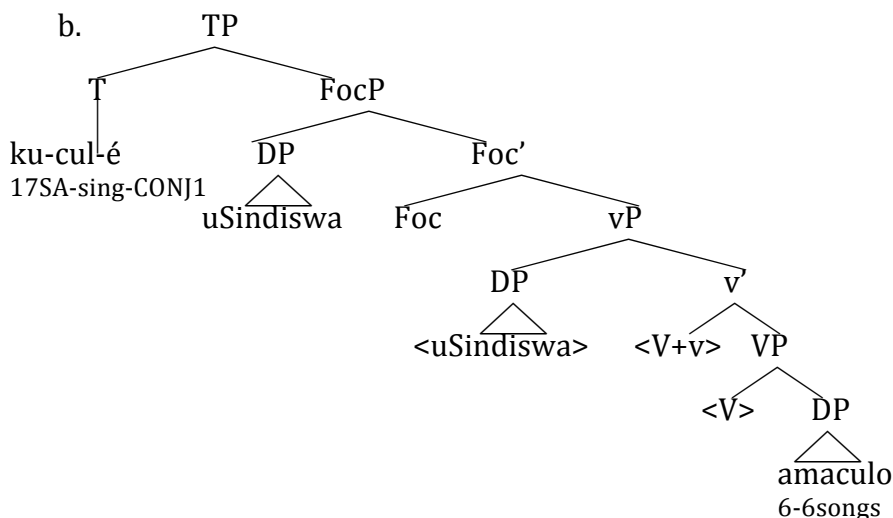 b. TP
T FocP
ku-cul-é DP Foc’
17SA-sing-CONJ1
uSindiswa Foc vP
DP v’
<uSindiswa> <V+v> VP
<V> DP
amaculo
6-6songs